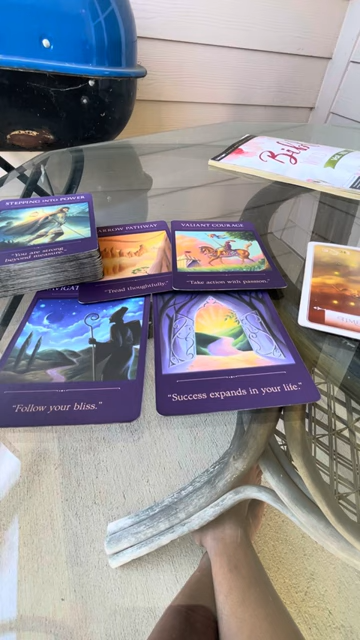 STEPPING INTO POWER
"You are strong
beyond measure."
ARROW PATHWAY
"Tread thoughtfully."
VALIANT COURAGE
"Take action with passion."
"Follow your bliss."
"Success expands in your life."